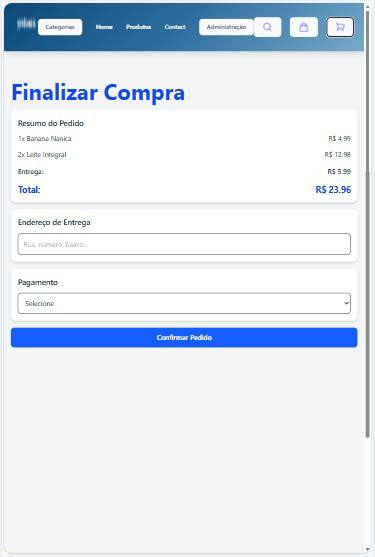 Categorias Home Produtos Contact Administração
Finalizar Compra
Resumo do Pedido
1x Banana Nanica R$ 4.99
2x Leite Integral R$ 12.98
Entrega: R$ 5.99
Total: R$ 23.96
Endereço de Entrega
Rua, número, bairro...
Pagamento
Selecione
Confirmar Pedido